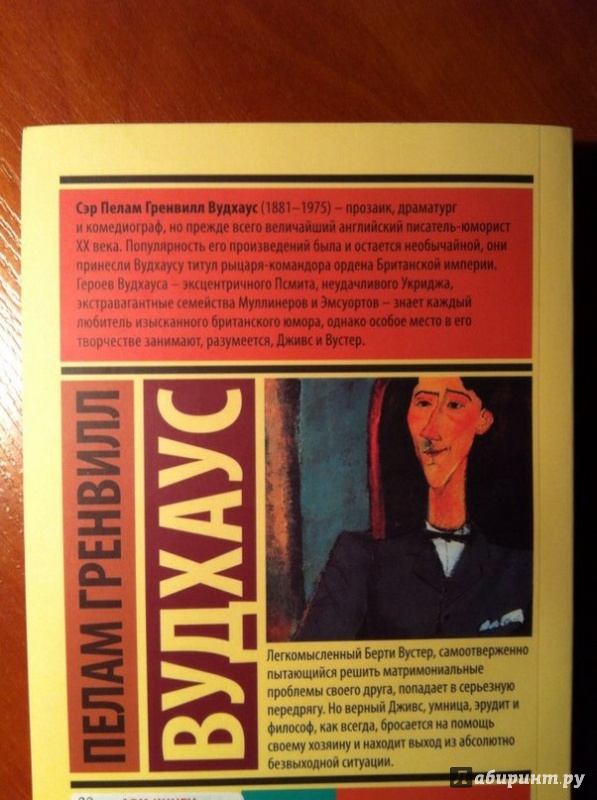 Сэр Пелам Гренвилл Вудхаус (1881–1975) – прозаик, драматург
и комедиограф, но прежде всего величайший английский писатель-юморист
XX века. Популярность его произведений была и остается необычайной, они
принесли Вудхаусу титул рыцаря-командора ордена Британской империи.
Героев Вудхауса – эксцентричного Псмита, неудачливого Укриджа,
экстравагантные семейства Муллинеров и Эмсуортов – знает каждый
любитель изысканного британского юмора, однако особое место в его
творчестве занимают, разумеется, Дживс и Вустер.
ПЕЛАМ ГРЕНВИЛЛ
ВУДХАУС
Легкомысленный Берти Вустер, самоотверженно
пытающийся решить матримониальные
проблемы своего друга, попадает в серьезную
передрягу. Но верный Дживс, умница, эрудит и
философ, как всегда, бросается на помощь
своему хозяину и находит выход из абсолютно
безвыходной ситуации.
Лабиринт.ру